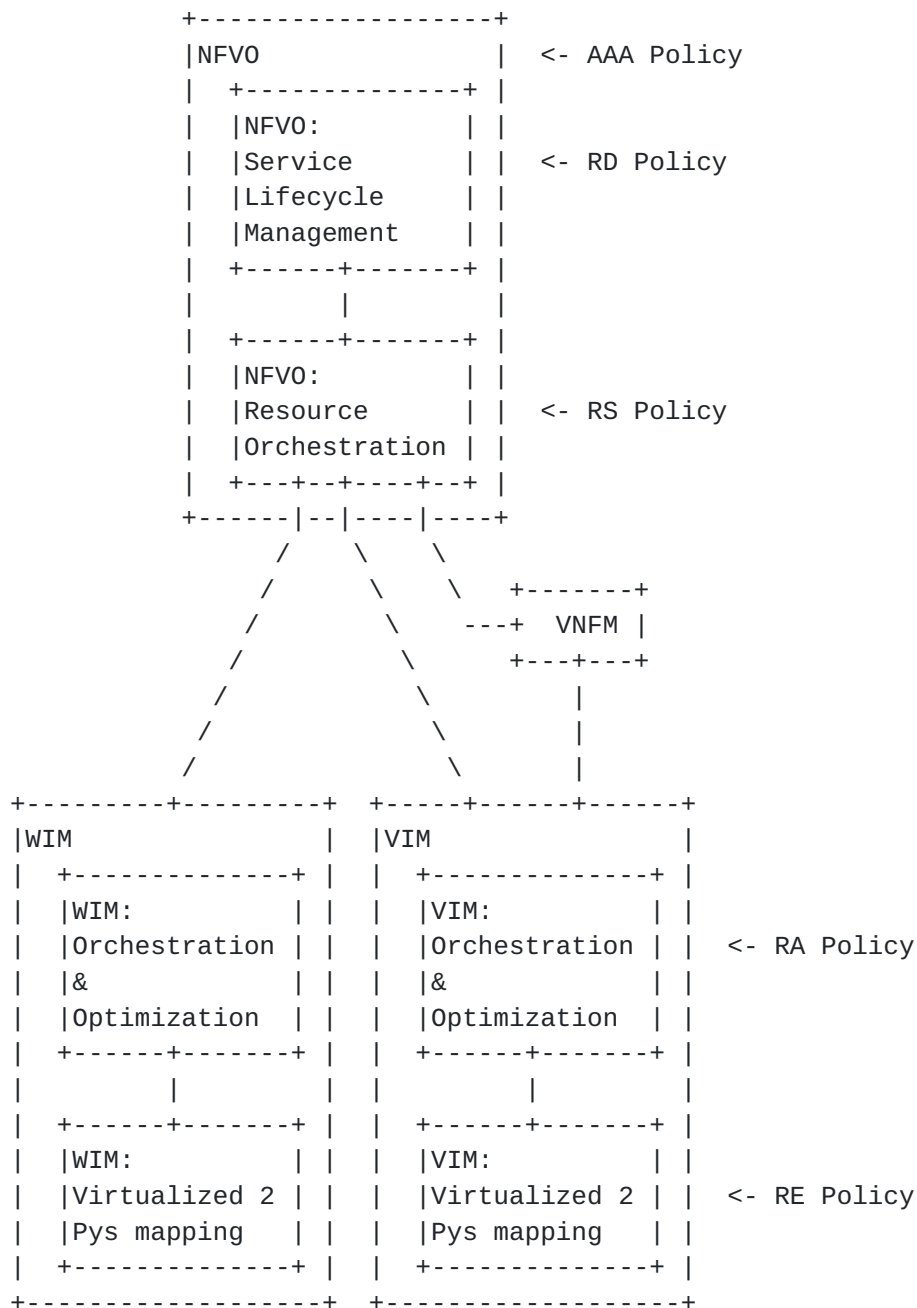 NFVO <- AAA Policy
NFVO:
Service <- RD Policy
Lifecycle
Management
NFVO:
Resource <- RS Policy
Orchestration
VNFM
WIM VIM
WIM: VIM:
Orchestration Orchestration <- RA Policy
& &
Optimization Optimization
WIM: VIM:
Virtualized 2 Virtualized 2 <- RE Policy
Pys mapping Pys mapping